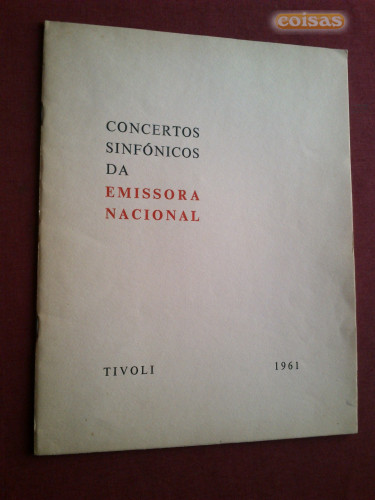 coisas
CONCERTOS
SINFÓNICOS
DA
EMISSORA
NACIONAL
TIVOLI 1961